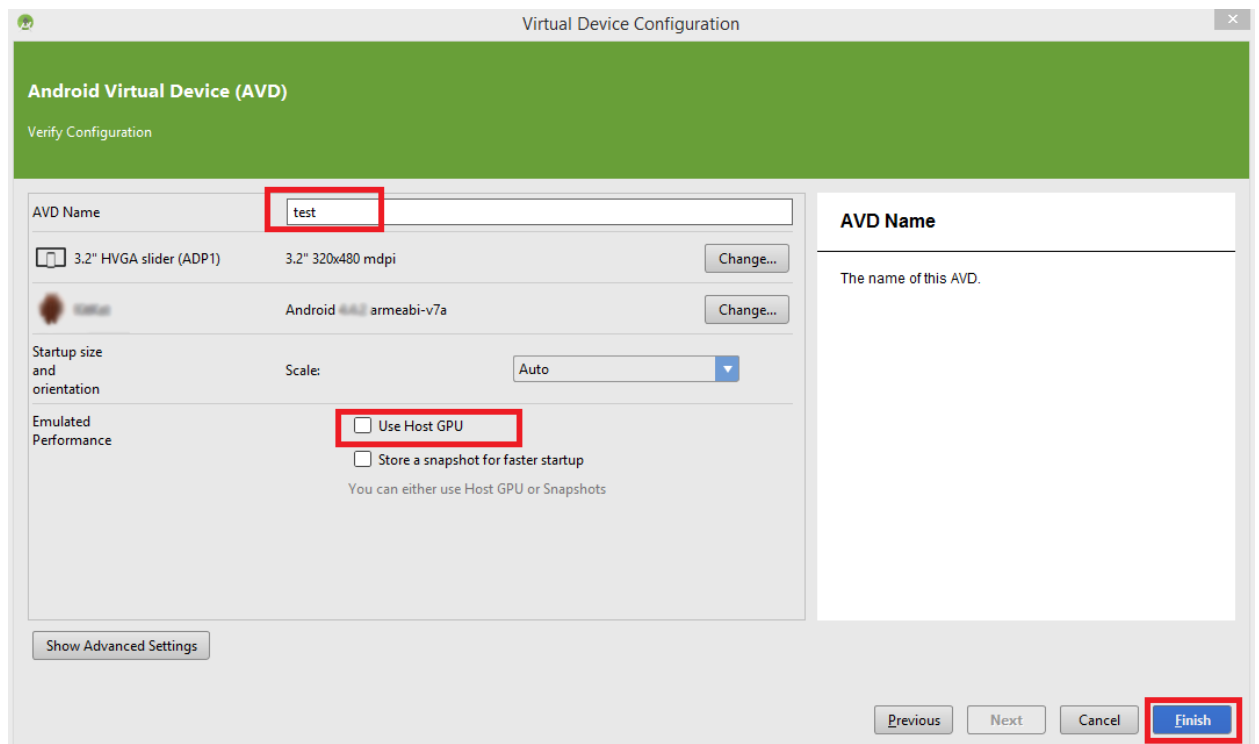 Virtual Device Configuration
Android Virtual Device (AVD)
Verify Configuration
AVD Name
test
3.2" HVGA slider (ADP1)
3.2" 320x480 mdpi
Change...
Android armeabi-v7a
Change...
Startup size
and
orientation
Scale:
Auto
Emulated
Performance
Use Host GPU
Store a snapshot for faster startup
You can either use Host GPU or Snapshots
AVD Name
The name of this AVD.
Show Advanced Settings
Previous
Next
Cancel
Finish